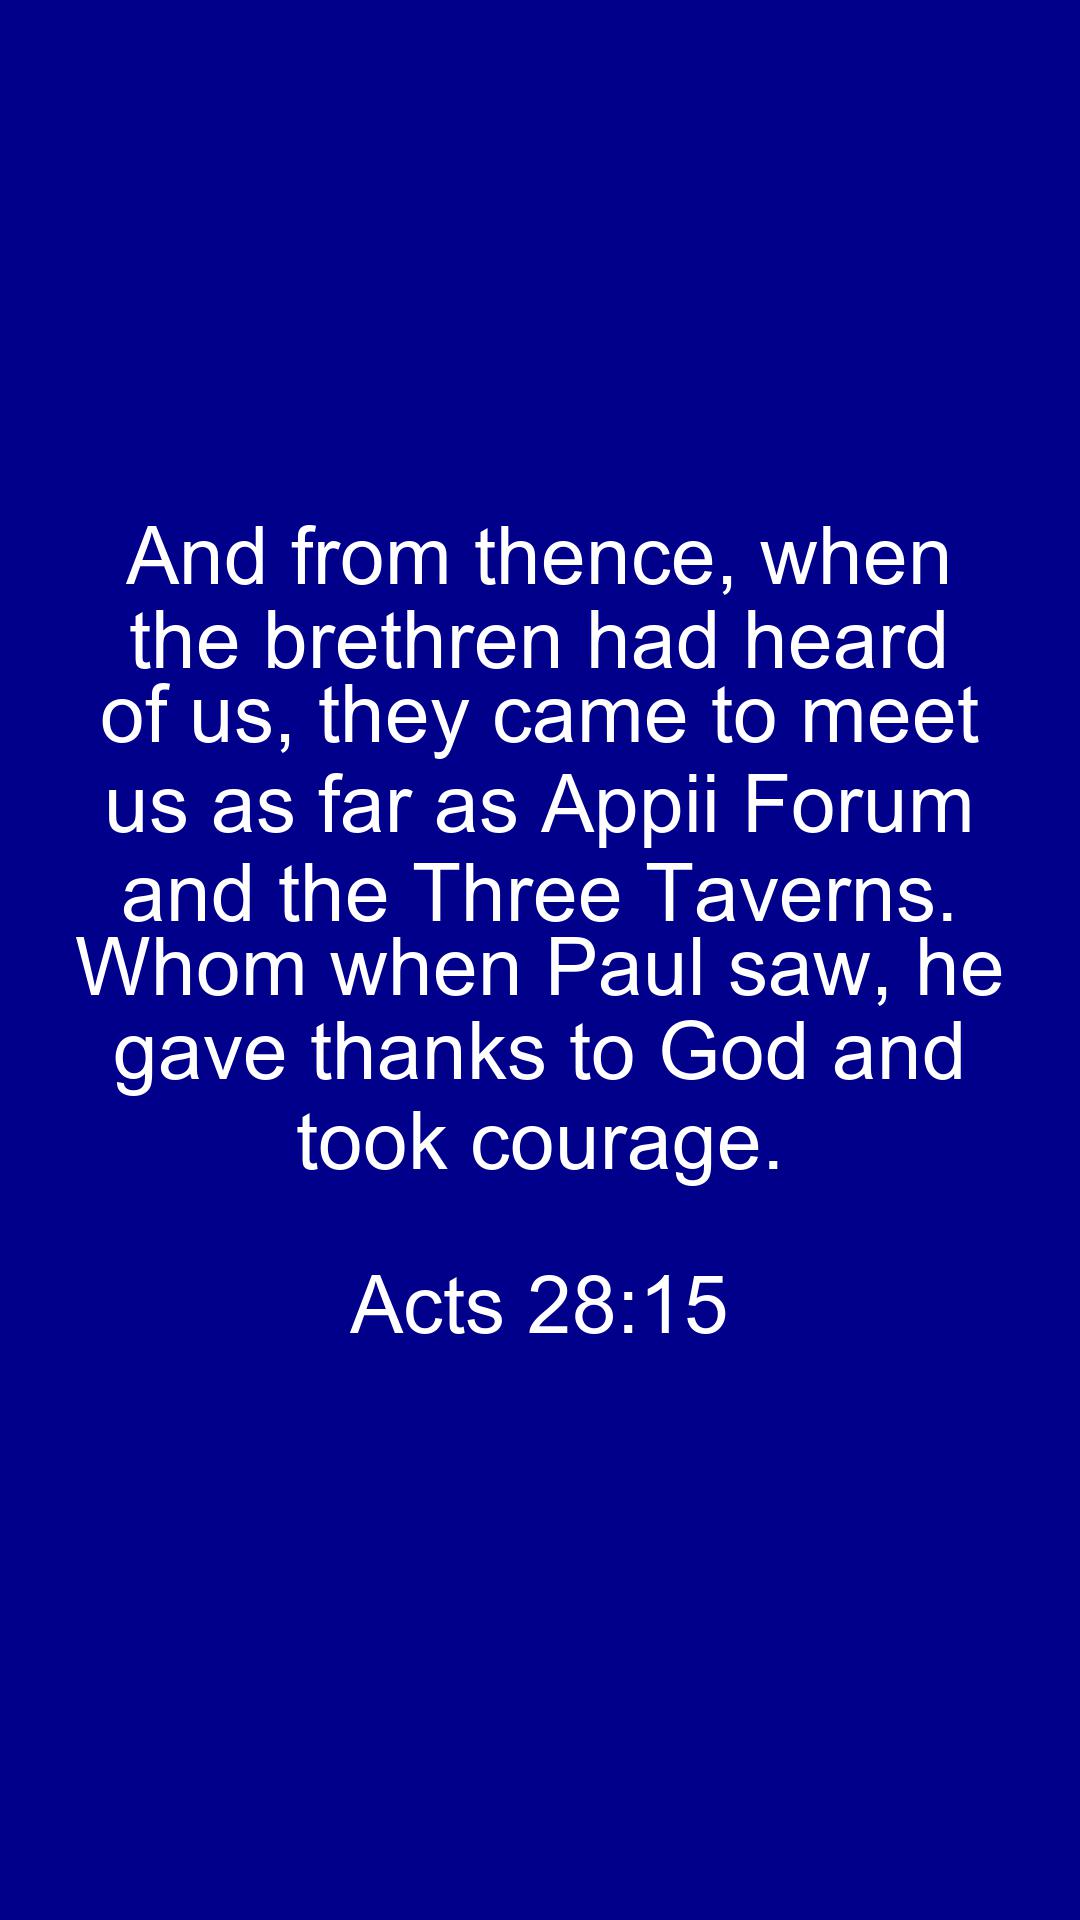 And from thence, when
the brethren had heard
of us, they came to meet
us as far as Appii Forum
and the Three Taverns.
Whom when Paul saw, he
gave thanks to God and
took courage.
Acts 28:15